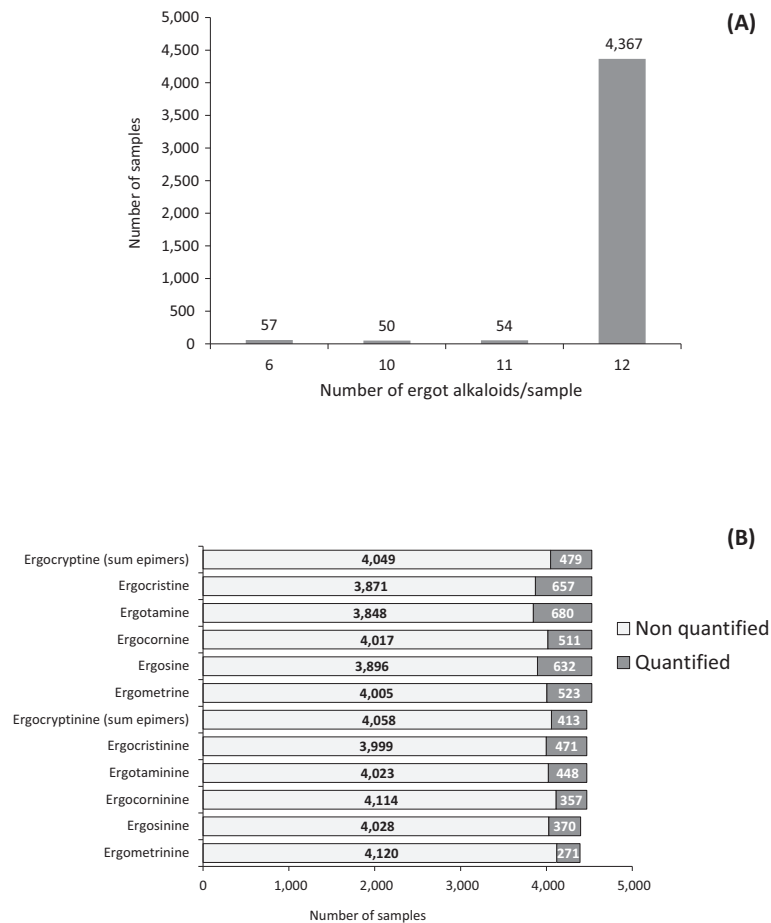 (A)
5,000
4,500
4,000
3,500
3,000
2,500
2,000
1,500
1,000
500
0
Number of samples
57
50
54
4,367
6
10
11
12
Number of ergot alkaloids/sample
(B)
Ergocryptine (sum epimers) 4,049 479
Ergocristine 3,871 657
Ergotamine 3,848 680
Ergocornine 4,017 511
Ergosine 3,896 632
Ergometrine 4,005 523
Ergocryptinine (sum epimers) 4,058 413
Ergocristinine 3,999 471
Ergotaminine 4,023 448
Ergocorninine 4,114 357
Ergosinine 4,028 370
Ergometrinine 4,120 271
Non quantified
Quantified
0 1,000 2,000 3,000 4,000 5,000
Number of samples